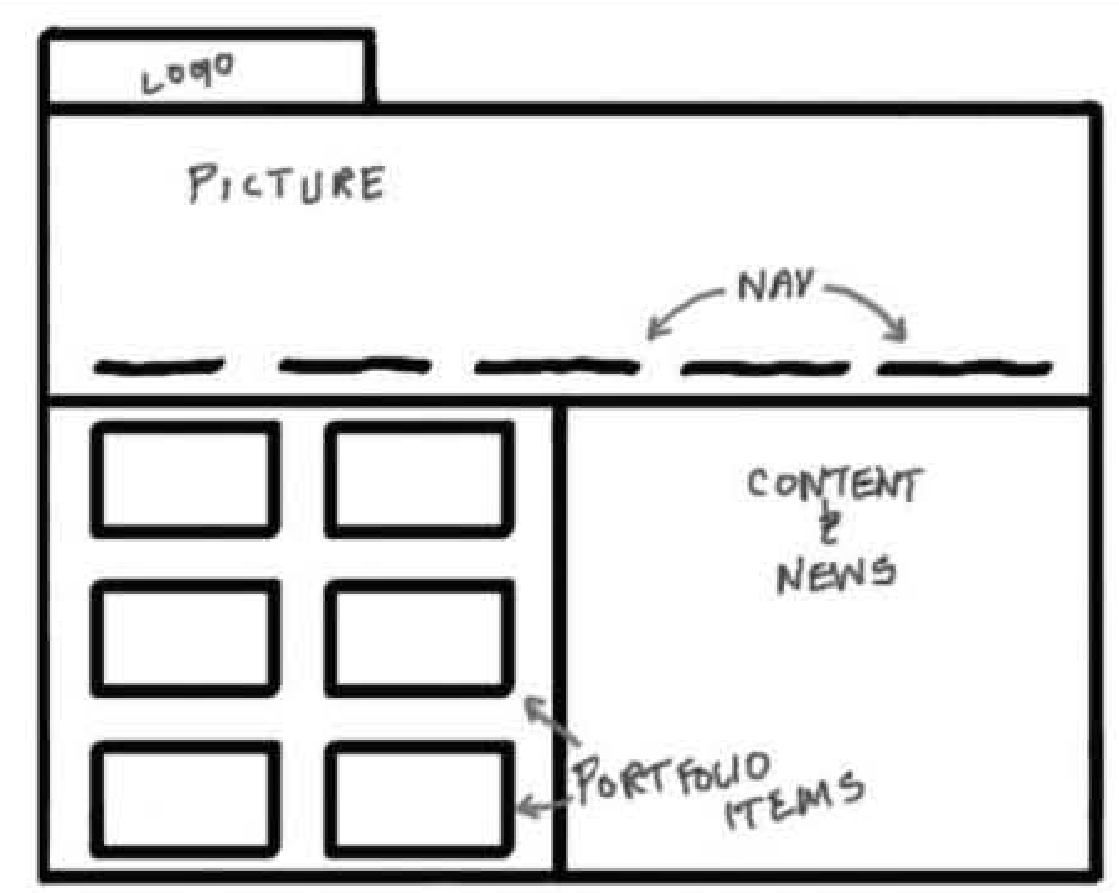 LOGO
PICTURE
NAV
CONTENT
&
NEWS
PORTFOLIO
ITEMS